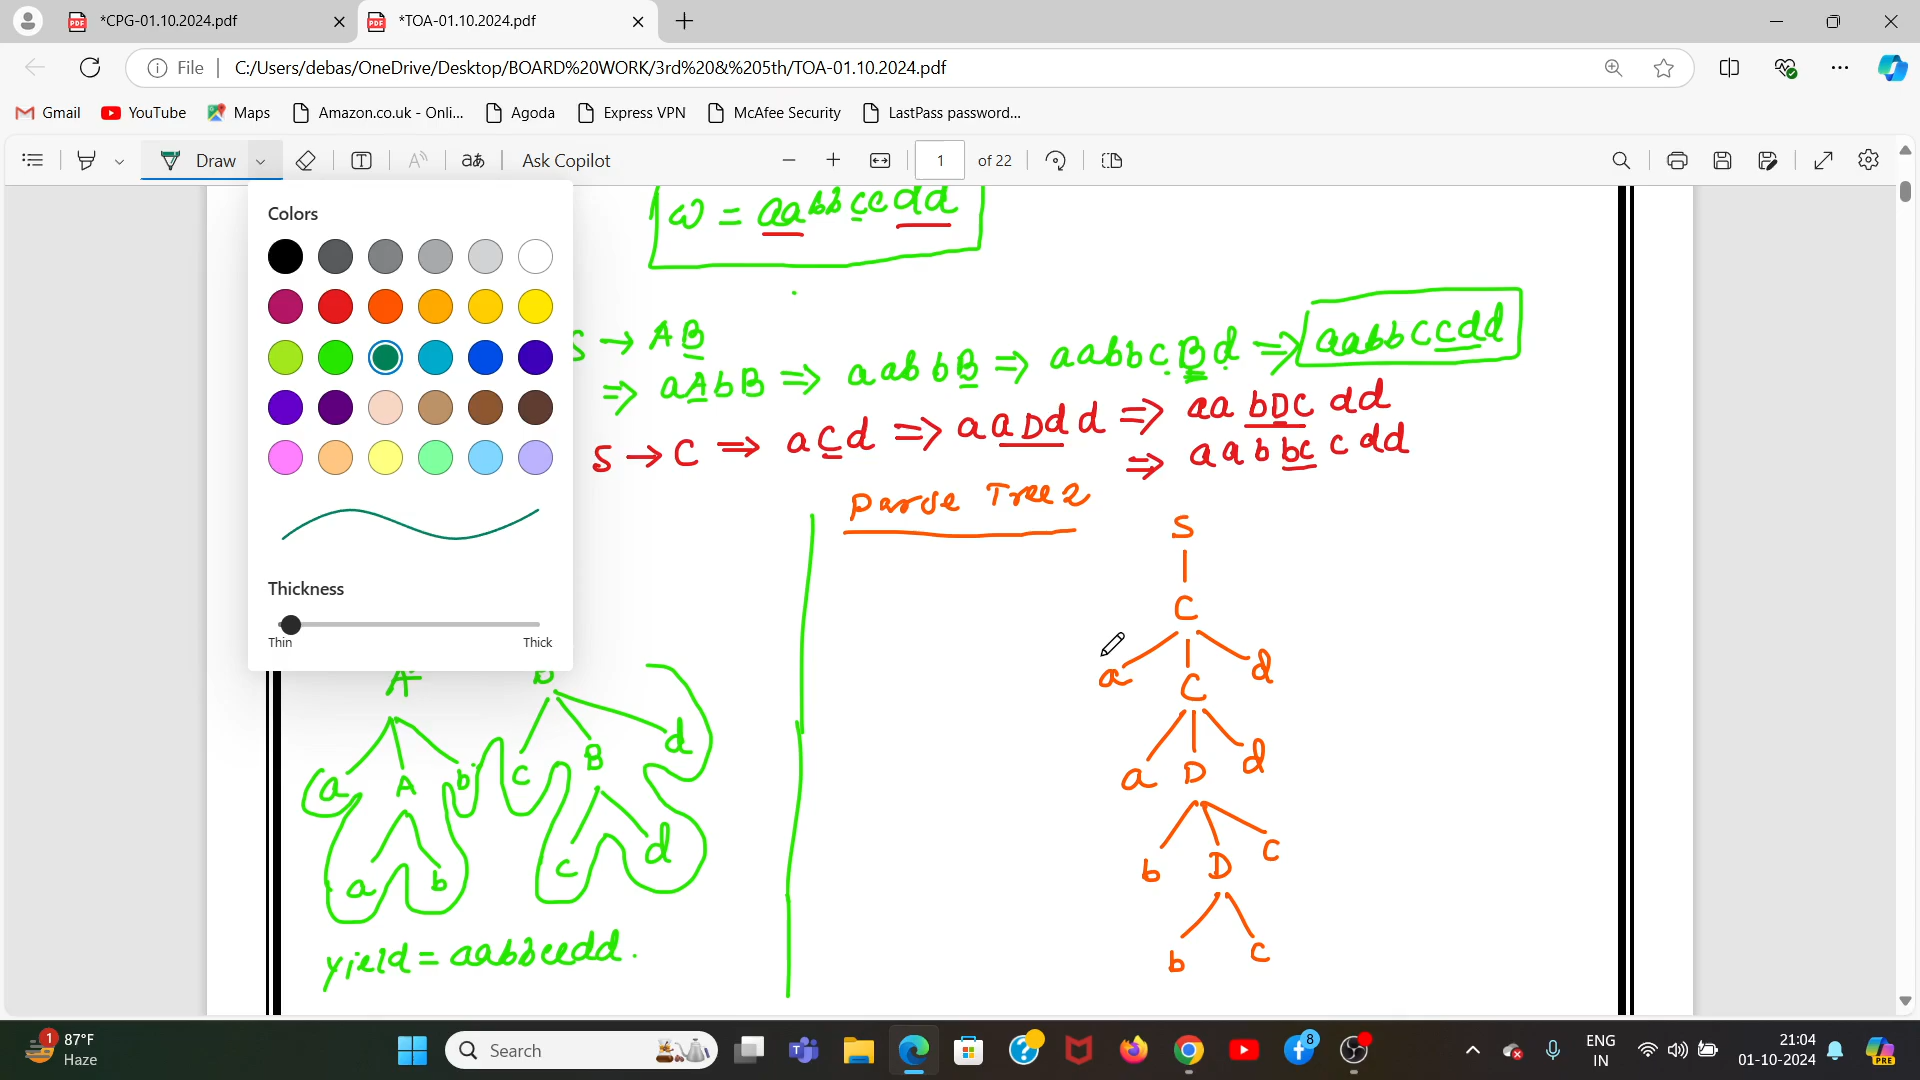 *CPG-01.10.2024.pdf
*TOA-01.10.2024.pdf
File
C:/Users/debas/OneDrive/Desktop/BOARD%20WORK/3rd%20&%205th/TOA-01.10.2024.pdf
Gmail YouTube Maps Amazon.co.uk - Onli... Agoda Express VPN McAfee Security LastPass password...
Draw
Ask Copilot
1 of 22
Colors
Thickness
Thin Thick
ω = aabbccdd
S → AB
⇒ aAbB ⇒ aabbB ⇒ aabbcBd ⇒ aabbccdd
S → C ⇒ aCd ⇒ aaDdd ⇒ aabDcdd
⇒ aabbccdd
Parse Tree 2
S
C
a C d
a D d
b D c
b c
A B
a A b c B d
a b c d
yield = aabbccdd.
1
87°F
Haze
Search
8
ENG
IN
21:04
01-10-2024
PRE